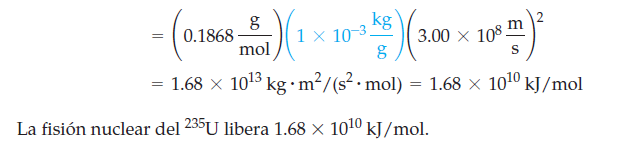 = (0.1868 g/mol)(1 × 10⁻³ kg/g)(3.00 × 10⁸ m/s)²
= 1.68 × 10¹³ kg·m²/(s²·mol) = 1.68 × 10¹⁰ kJ/mol
La fisión nuclear del ²³⁵U libera 1.68 × 10¹⁰ kJ/mol.